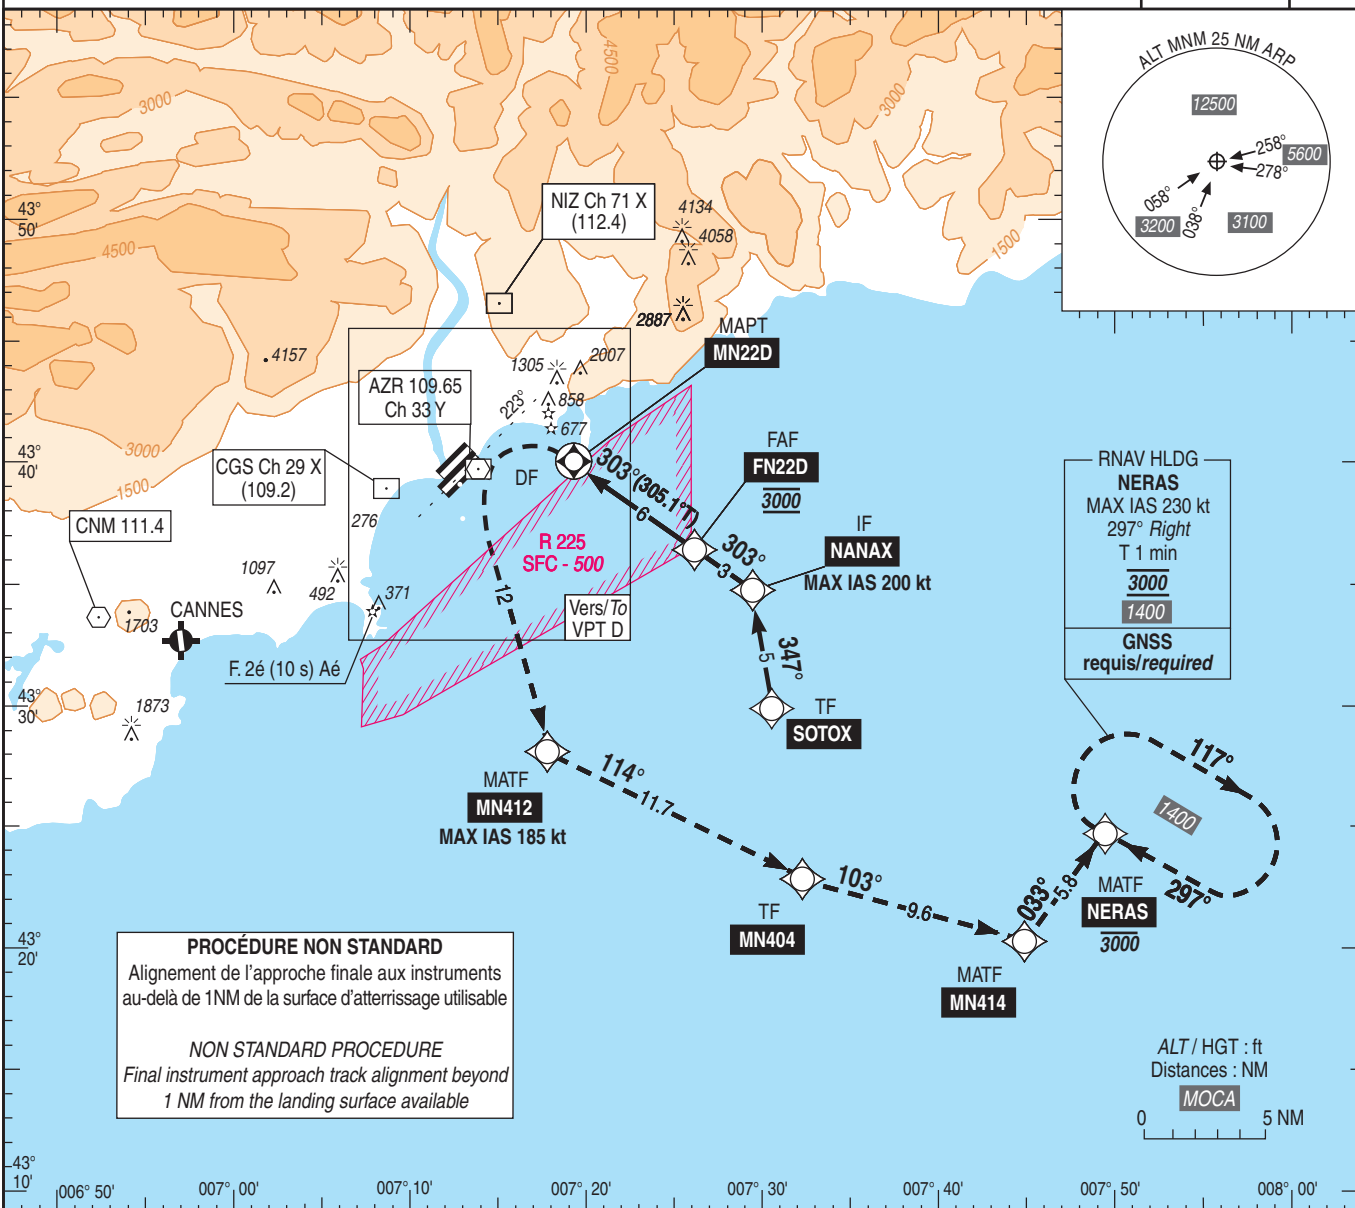 ALT MNM 25 NM ARP
12500
258°
5600
278°
058°
3200
038°
3100
4500
3000
3000
1500
4500
3000
1500
43°
50'
43°
40'
43°
30'
43°
20'
43°
10'
NIZ Ch 71 X
(112.4)
4134
4058
2887
MAPT
MN22D
4157
1305
2007
858
677
223°
AZR 109.65
Ch 33 Y
CGS Ch 29 X
(109.2)
CNM 111.4
276
1097
492
371
CANNES
1703
F. 2é (10 s) Aé
1873
DF
303°(305.1°T)
6
R 225
SFC - 500
Vers/To
VPT D
FAF
FN22D
3000
303°
3
IF
NANAX
MAX IAS 200 kt
347°
5
TF
SOTOX
12
MATF
MN412
MAX IAS 185 kt
114°
11.7
TF
MN404
103°
9.6
MATF
MN414
033°
5.8
MATF
NERAS
3000
117°
1400
297°
RNAV HLDG
NERAS
MAX IAS 230 kt
297° Right
T 1 min
3000
1400
GNSS
requis/required
PROCÉDURE NON STANDARD
Alignement de l'approche finale aux instruments
au-delà de 1NM de la surface d'atterrissage utilisable
NON STANDARD PROCEDURE
Final instrument approach track alignment beyond
1 NM from the landing surface available
ALT / HGT : ft
Distances : NM
MOCA
0 5 NM
006° 50' 007° 00' 007° 10' 007° 20' 007° 30' 007° 40' 007° 50' 008° 00'